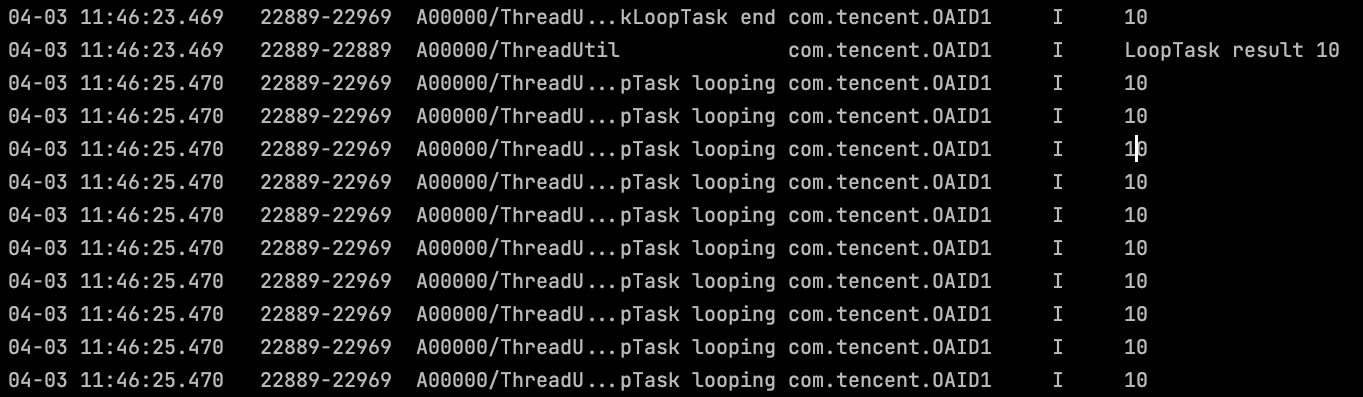 04-03 11:46:23.469 22889-22969 A00000/ThreadU...kLoopTask end com.tencent.OAID1 I 10
04-03 11:46:23.469 22889-22889 A00000/ThreadUtil com.tencent.OAID1 I LoopTask result 10
04-03 11:46:25.470 22889-22969 A00000/ThreadU...pTask looping com.tencent.OAID1 I 10
04-03 11:46:25.470 22889-22969 A00000/ThreadU...pTask looping com.tencent.OAID1 I 10
04-03 11:46:25.470 22889-22969 A00000/ThreadU...pTask looping com.tencent.OAID1 I 10
04-03 11:46:25.470 22889-22969 A00000/ThreadU...pTask looping com.tencent.OAID1 I 10
04-03 11:46:25.470 22889-22969 A00000/ThreadU...pTask looping com.tencent.OAID1 I 10
04-03 11:46:25.470 22889-22969 A00000/ThreadU...pTask looping com.tencent.OAID1 I 10
04-03 11:46:25.470 22889-22969 A00000/ThreadU...pTask looping com.tencent.OAID1 I 10
04-03 11:46:25.470 22889-22969 A00000/ThreadU...pTask looping com.tencent.OAID1 I 10
04-03 11:46:25.470 22889-22969 A00000/ThreadU...pTask looping com.tencent.OAID1 I 10
04-03 11:46:25.470 22889-22969 A00000/ThreadU...pTask looping com.tencent.OAID1 I 10